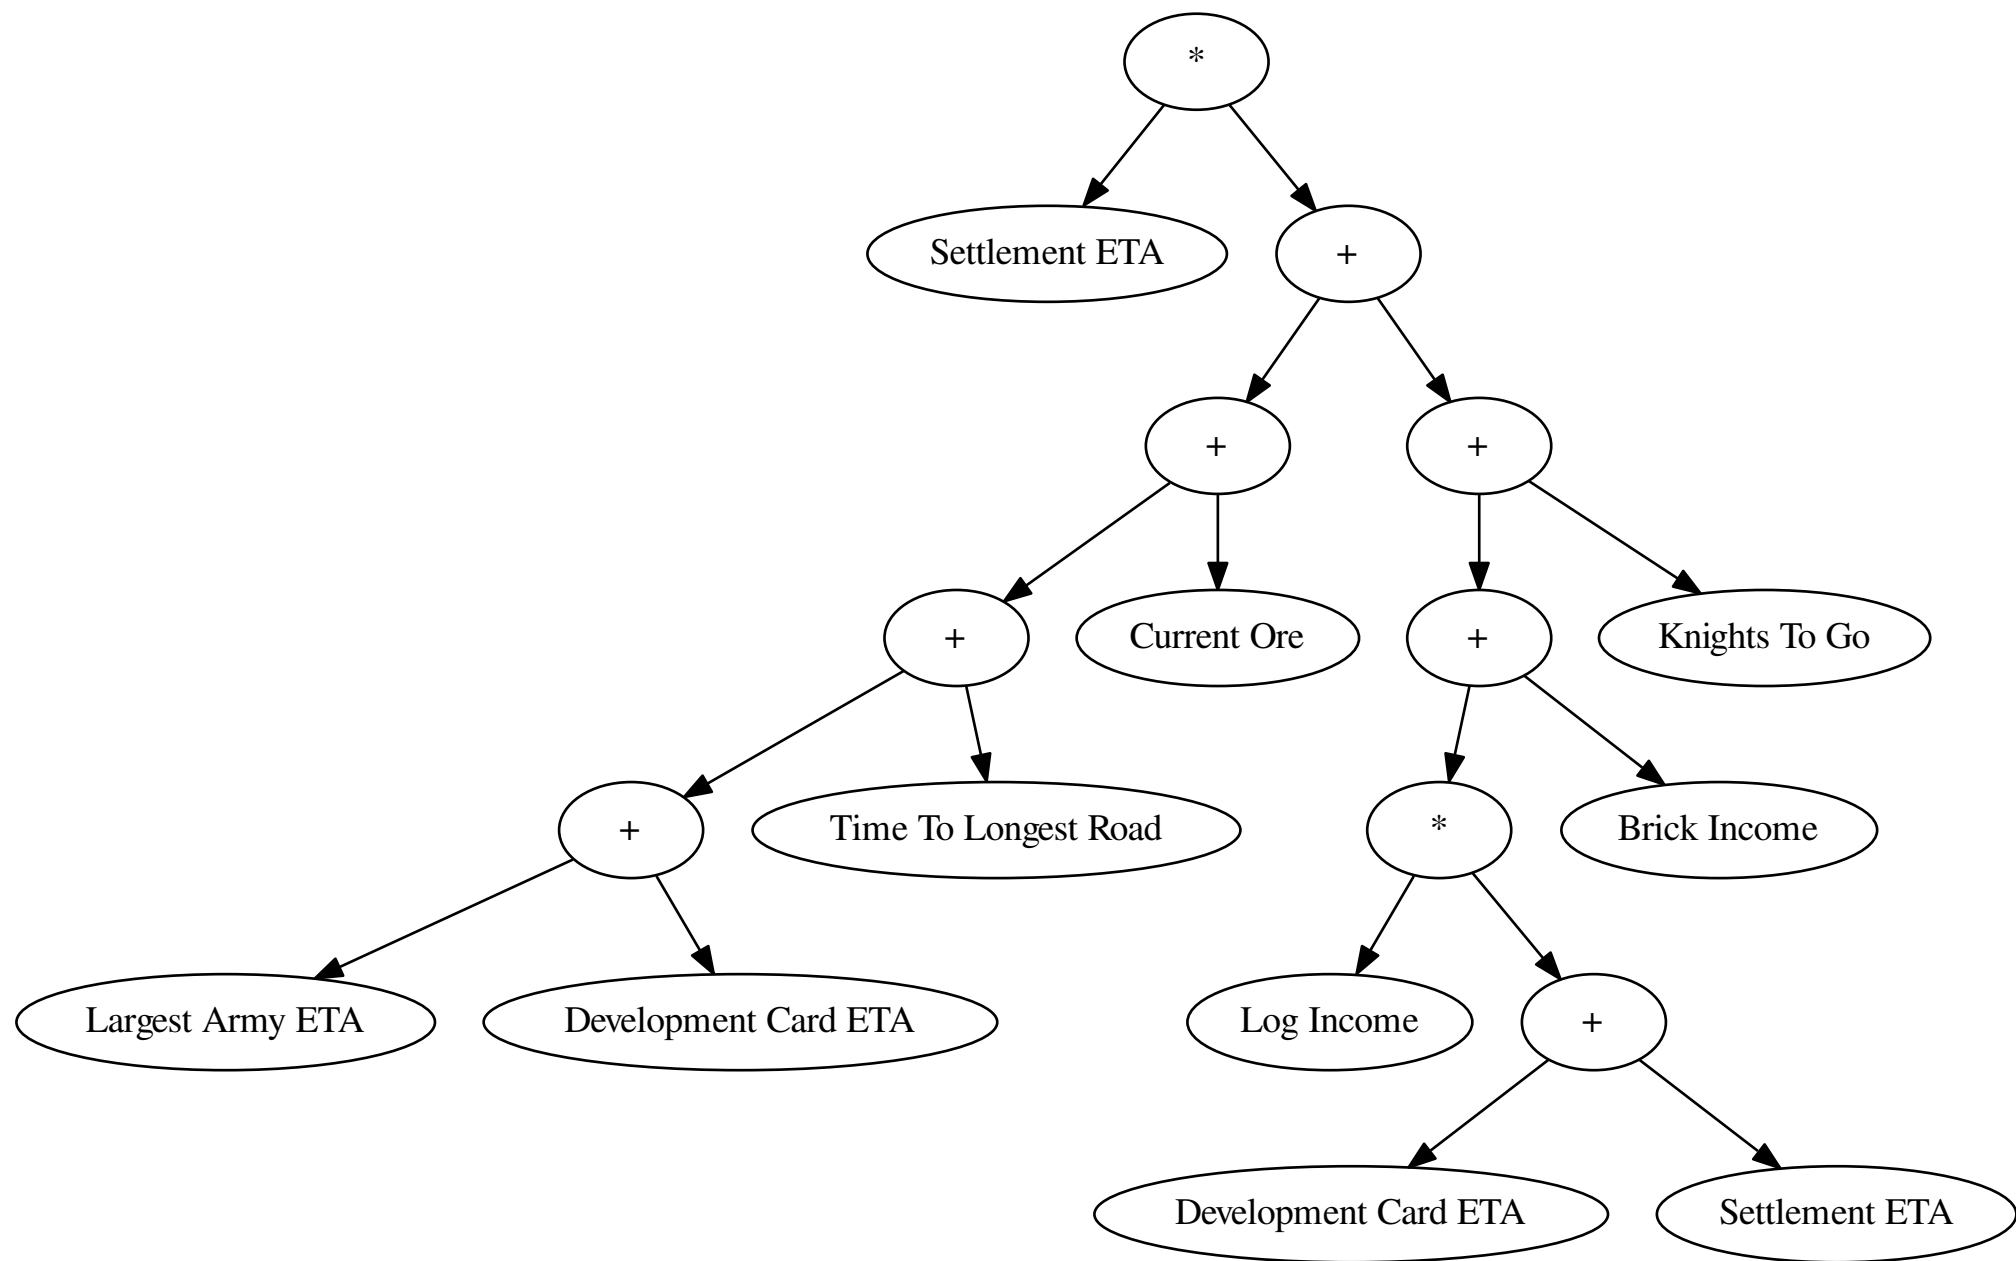 *
Settlement ETA
+
+
+
+
Current Ore
+
Knights To Go
+
Time To Longest Road
*
Brick Income
Largest Army ETA
Development Card ETA
Log Income
+
Development Card ETA
Settlement ETA